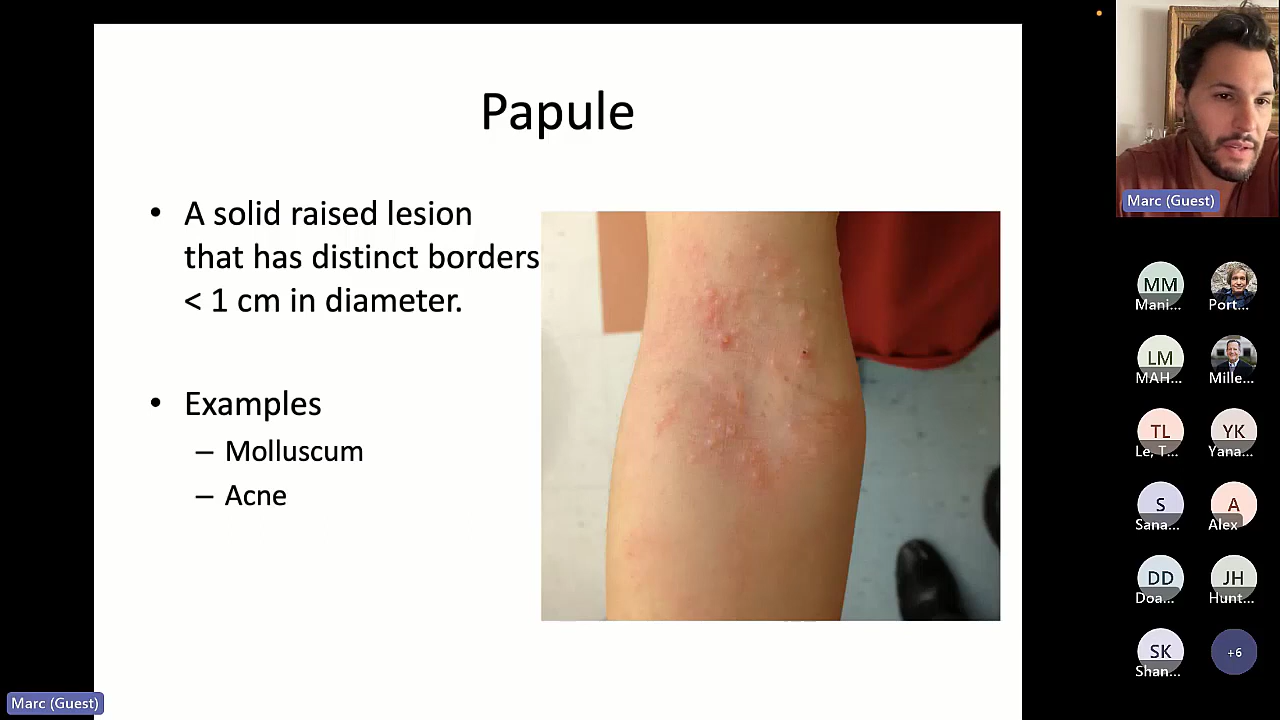 Papule
• A solid raised lesion
that has distinct borders
< 1 cm in diameter.
• Examples
– Molluscum
– Acne
Marc (Guest)
Marc (Guest)
MM
Mani...
Port...
LM
MAH...
Mille...
TL
Le, T...
YK
Yana...
S
Sana...
A
Alex
DD
Doa...
JH
Hunt...
SK
Shan...
+6